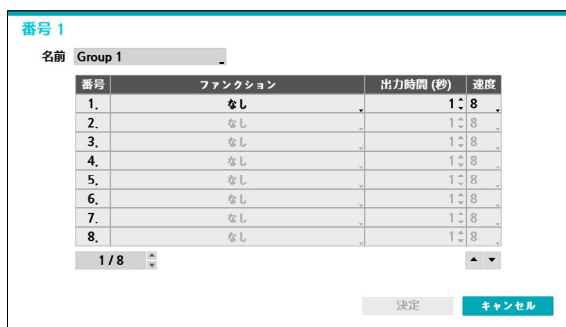 番号 1
名前 Group 1
番号 ファンクション 出力時間 (秒) 速度
1. なし 1 8
2. なし 1 8
3. なし 1 8
4. なし 1 8
5. なし 1 8
6. なし 1 8
7. なし 1 8
8. なし 1 8
1 / 8
決定 キャンセル